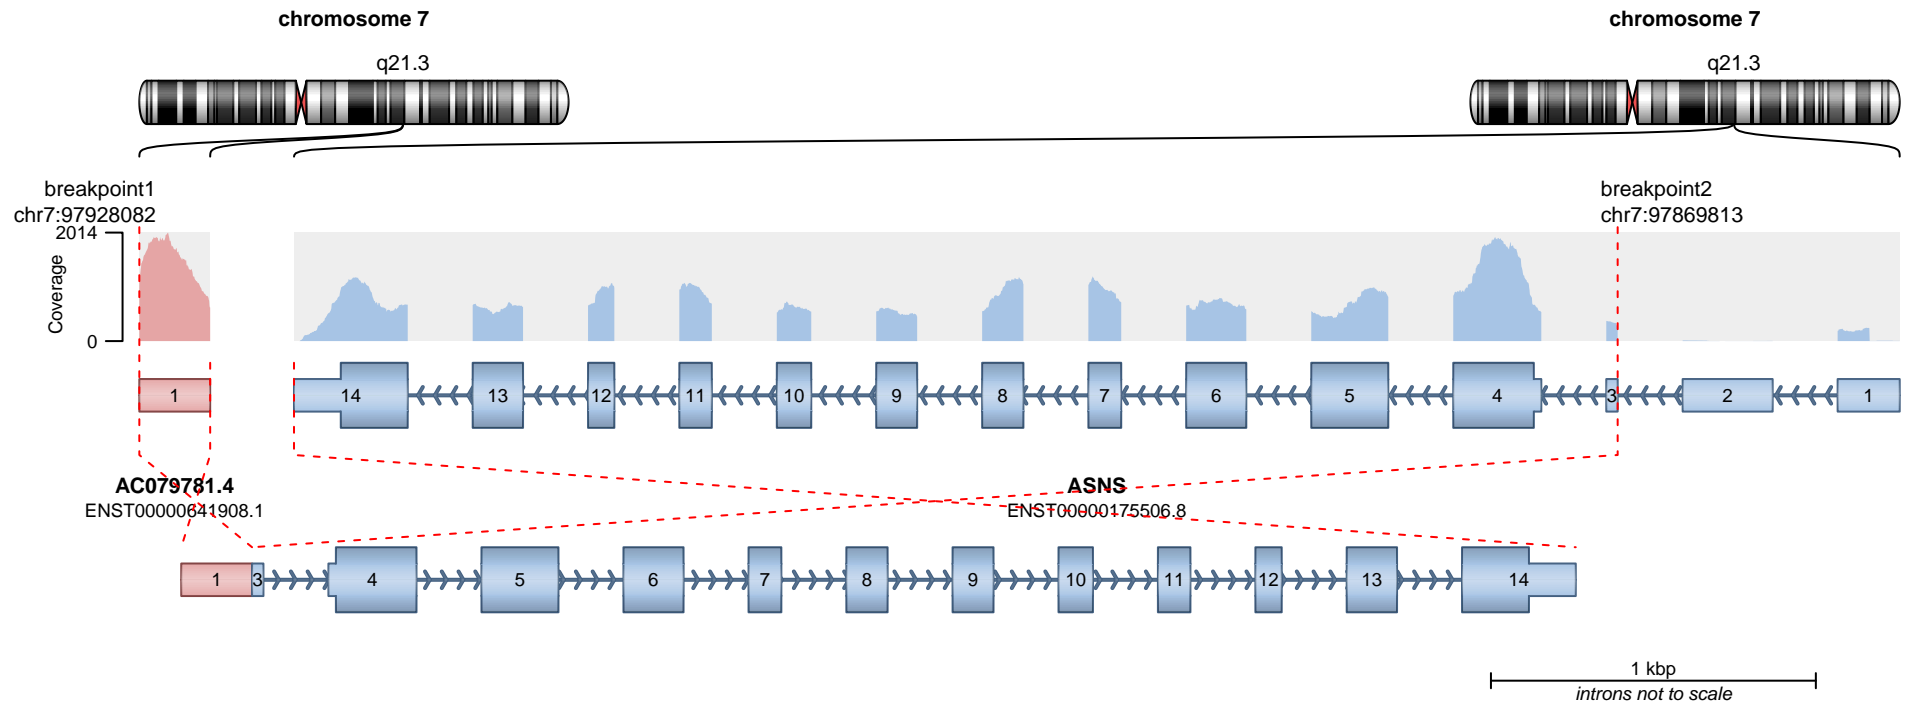 chromosome 7
chromosome 7
q21.3
q21.3
breakpoint1
chr7:97928082
breakpoint2
chr7:97869813
2014
Coverage
0
1
14 13 12 11 10 9 8 7 6 5 4 3 2 1
AC079781.4
ENST00000641908.1
ASNS
ENST00000175506.8
1 3 4 5 6 7 8 9 10 11 12 13 14
1 kbp
introns not to scale